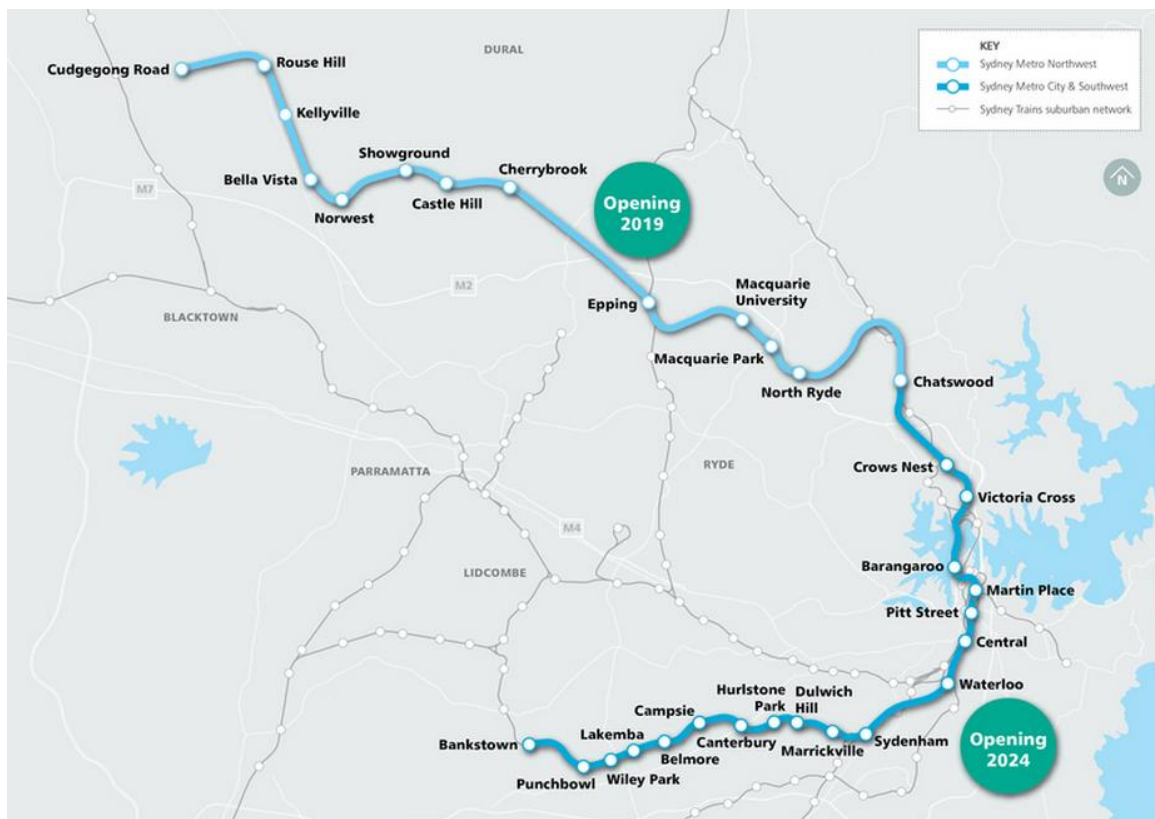 DURAL
KEY
Sydney Metro Northwest
Sydney Metro City & Southwest
Sydney Trains suburban network
N
Cudgegong Road
Rouse Hill
Kellyville
Showground
Cherrybrook
Bella Vista
Norwest
Castle Hill
M7
Opening
2019
M2
Epping
Macquarie
University
BLACKTOWN
Macquarie Park
North Ryde
Chatswood
PARRAMATTA
RYDE
Crows Nest
Victoria Cross
M4
LIDCOMBE
Barangaroo
Martin Place
Pitt Street
Central
Waterloo
Hurlstone
Park
Dulwich
Hill
Campsie
Lakemba
Bankstown
Canterbury
Marrickville
Sydenham
Belmore
Wiley Park
Punchbowl
Opening
2024